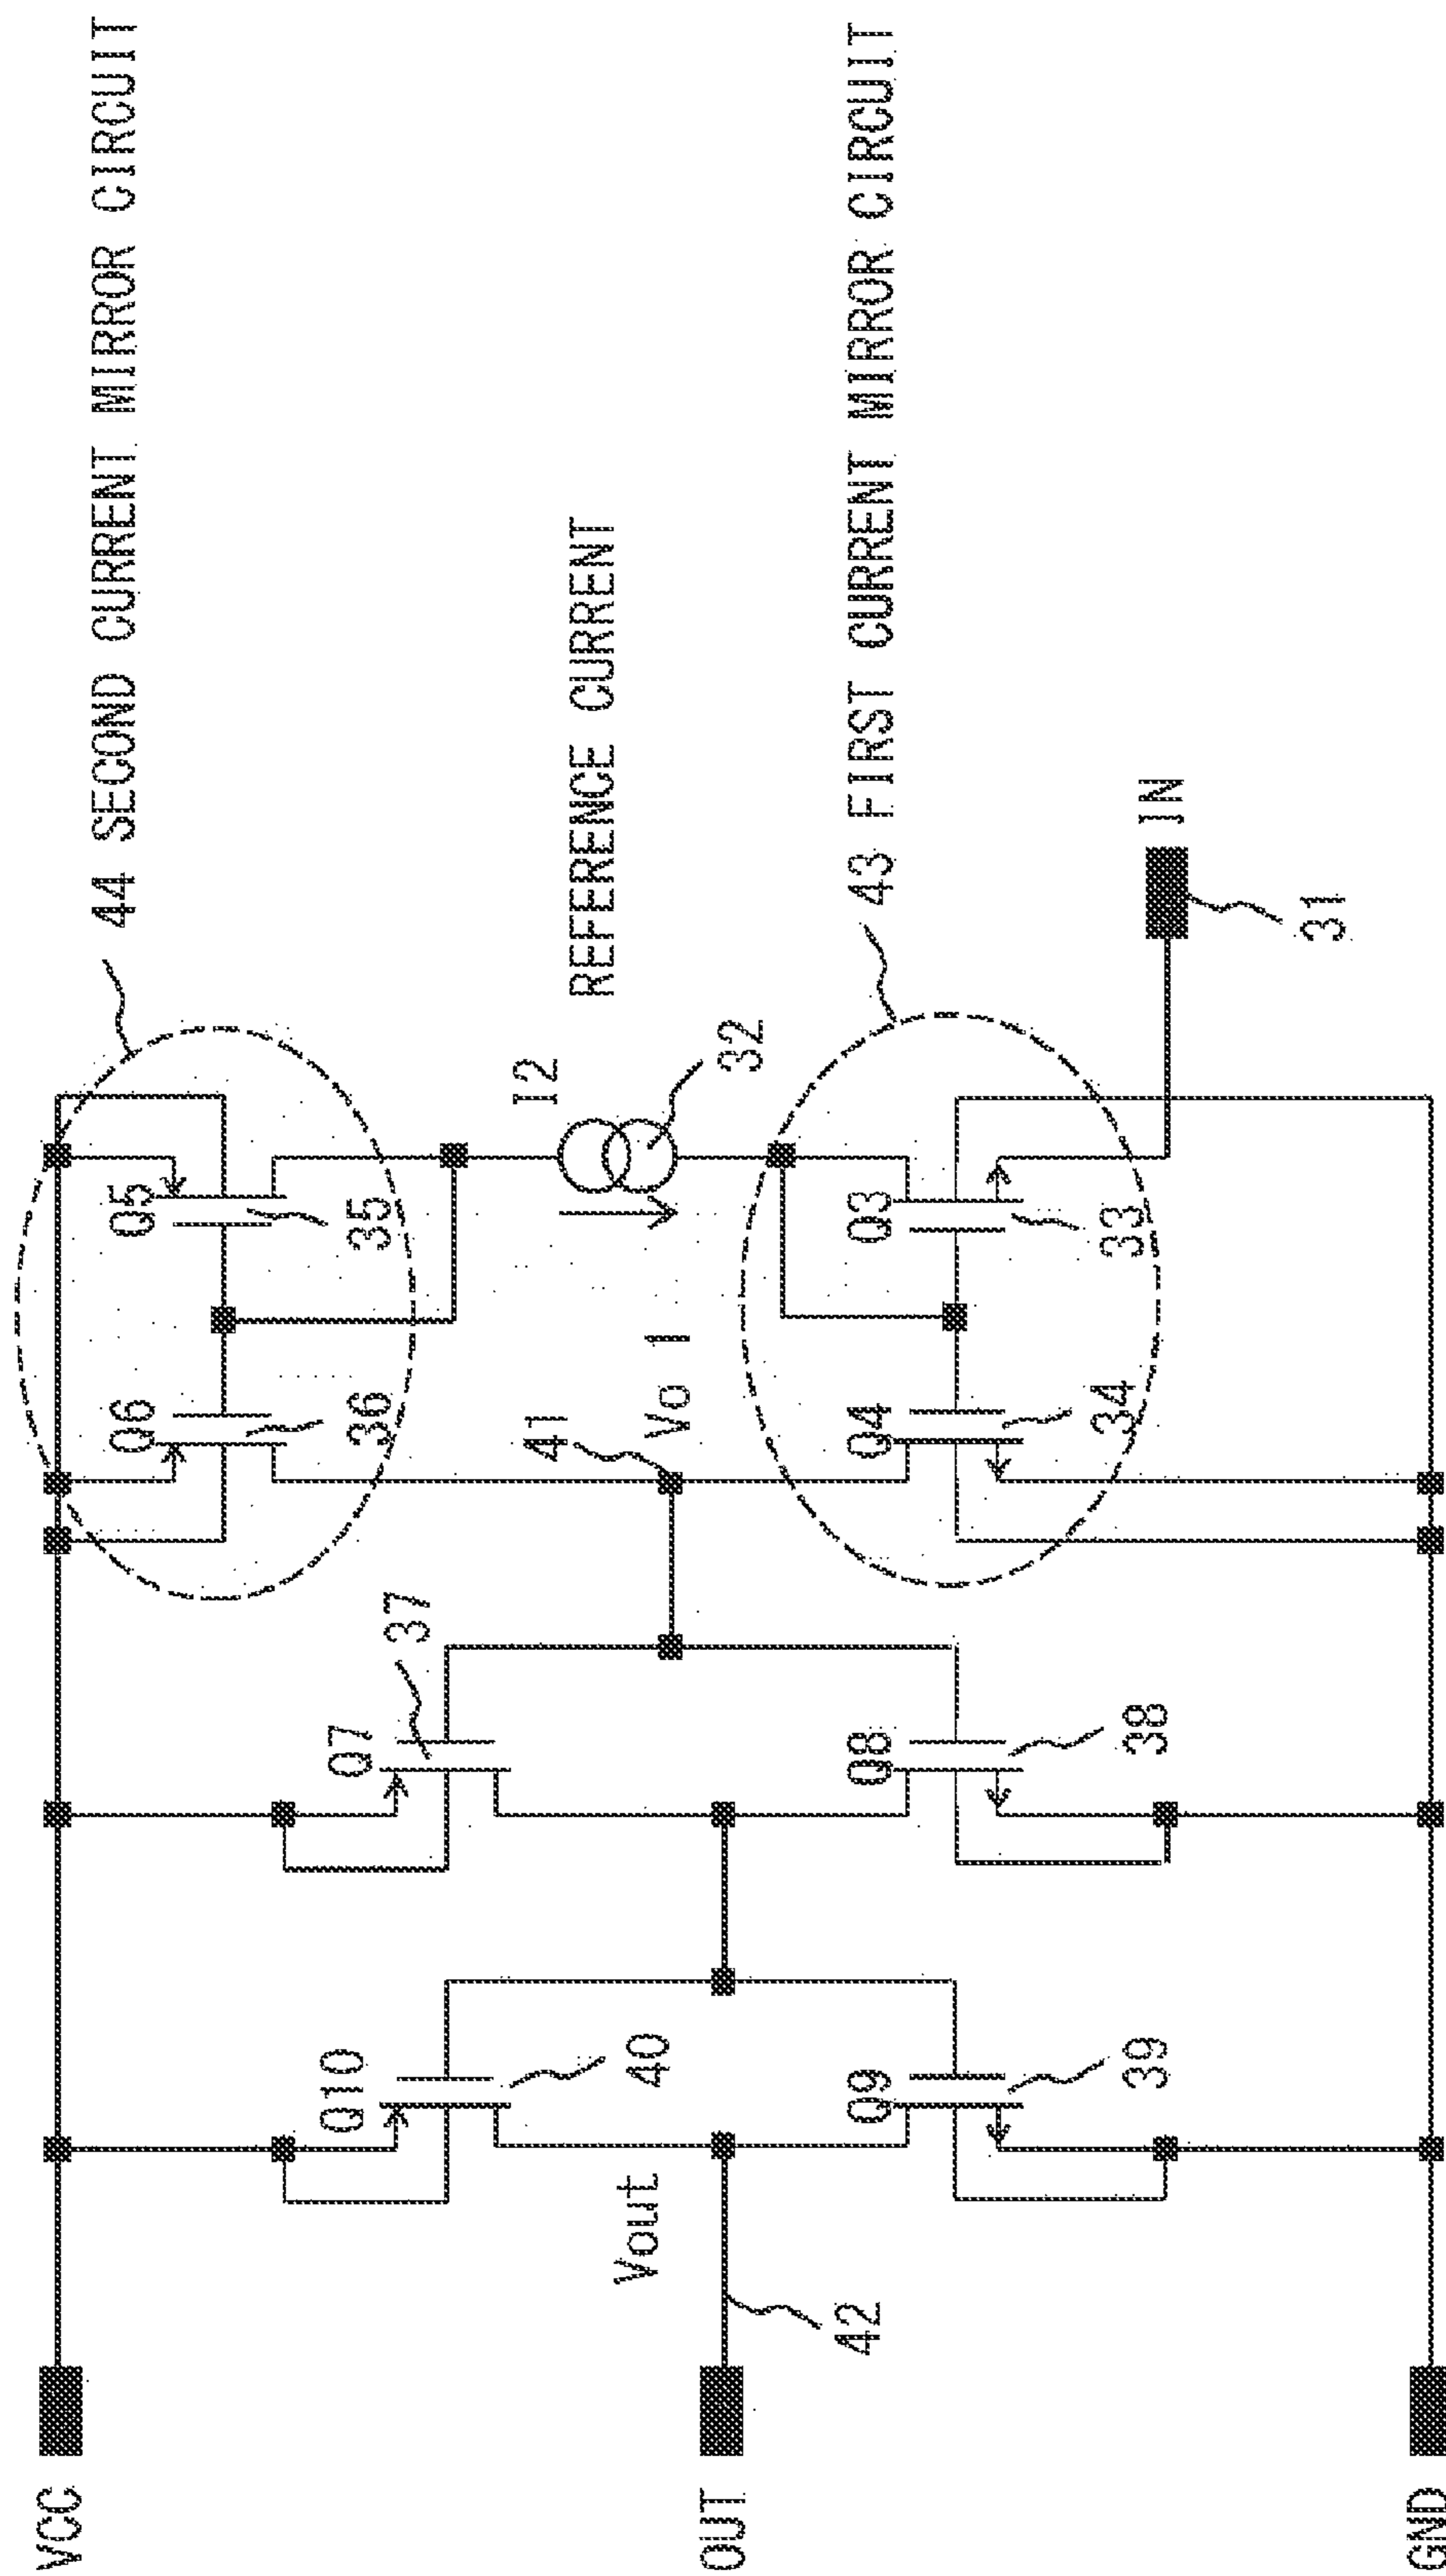 44 SECOND CURRENT MIRROR CIRCUIT
VCC
Q10
Q7
Q6
Q5
40
37
36
35
I2
REFERENCE CURRENT
32
41
Vo 1
Vout
OUT
42
43 FIRST CURRENT MIRROR CIRCUIT
Q9
Q8
Q4
Q3
39
38
34
33
IN
31
GND